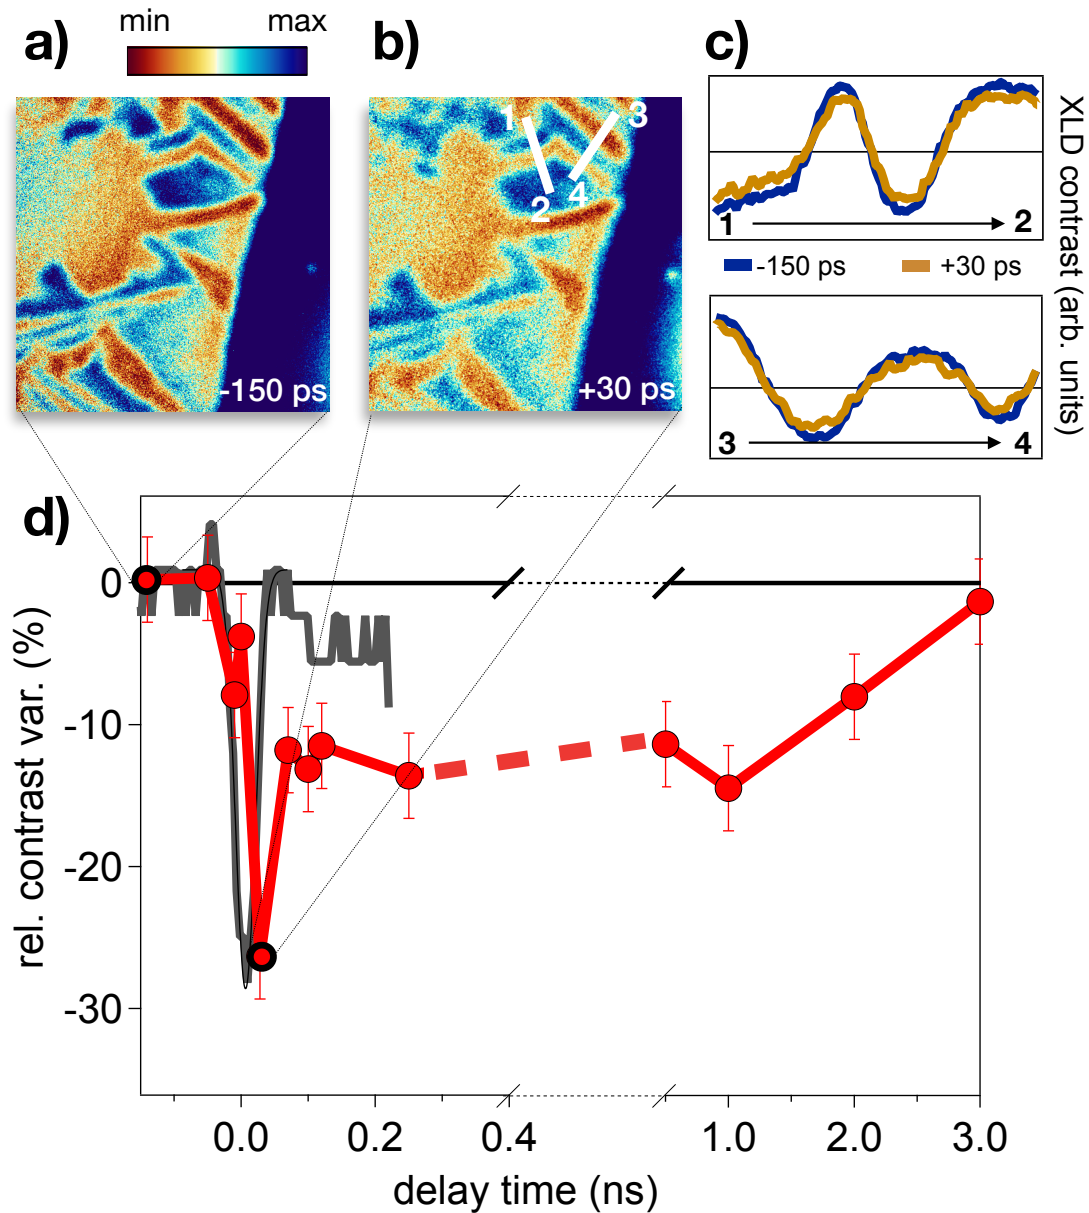 a)
min max
b)
c)
1
3
4
2
-150 ps
+30 ps
1 2
-150 ps +30 ps
3 4
XLD contrast (arb. units)
d)
0
-10
-20
-30
rel. contrast var. (%)
0.0 0.2 0.4 1.0 2.0 3.0
delay time (ns)